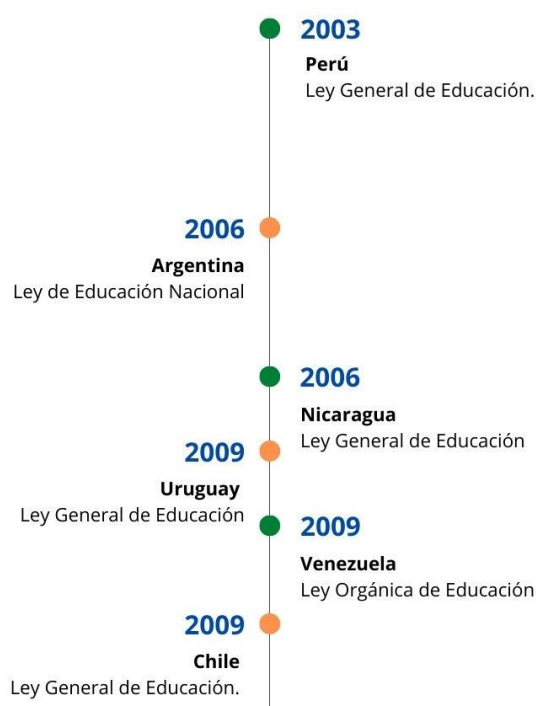 2003
Perú
Ley General de Educación.
2006
Argentina
Ley de Educación Nacional
2006
Nicaragua
Ley General de Educación
2009
Uruguay
Ley General de Educación
2009
Venezuela
Ley Orgánica de Educación
2009
Chile
Ley General de Educación.